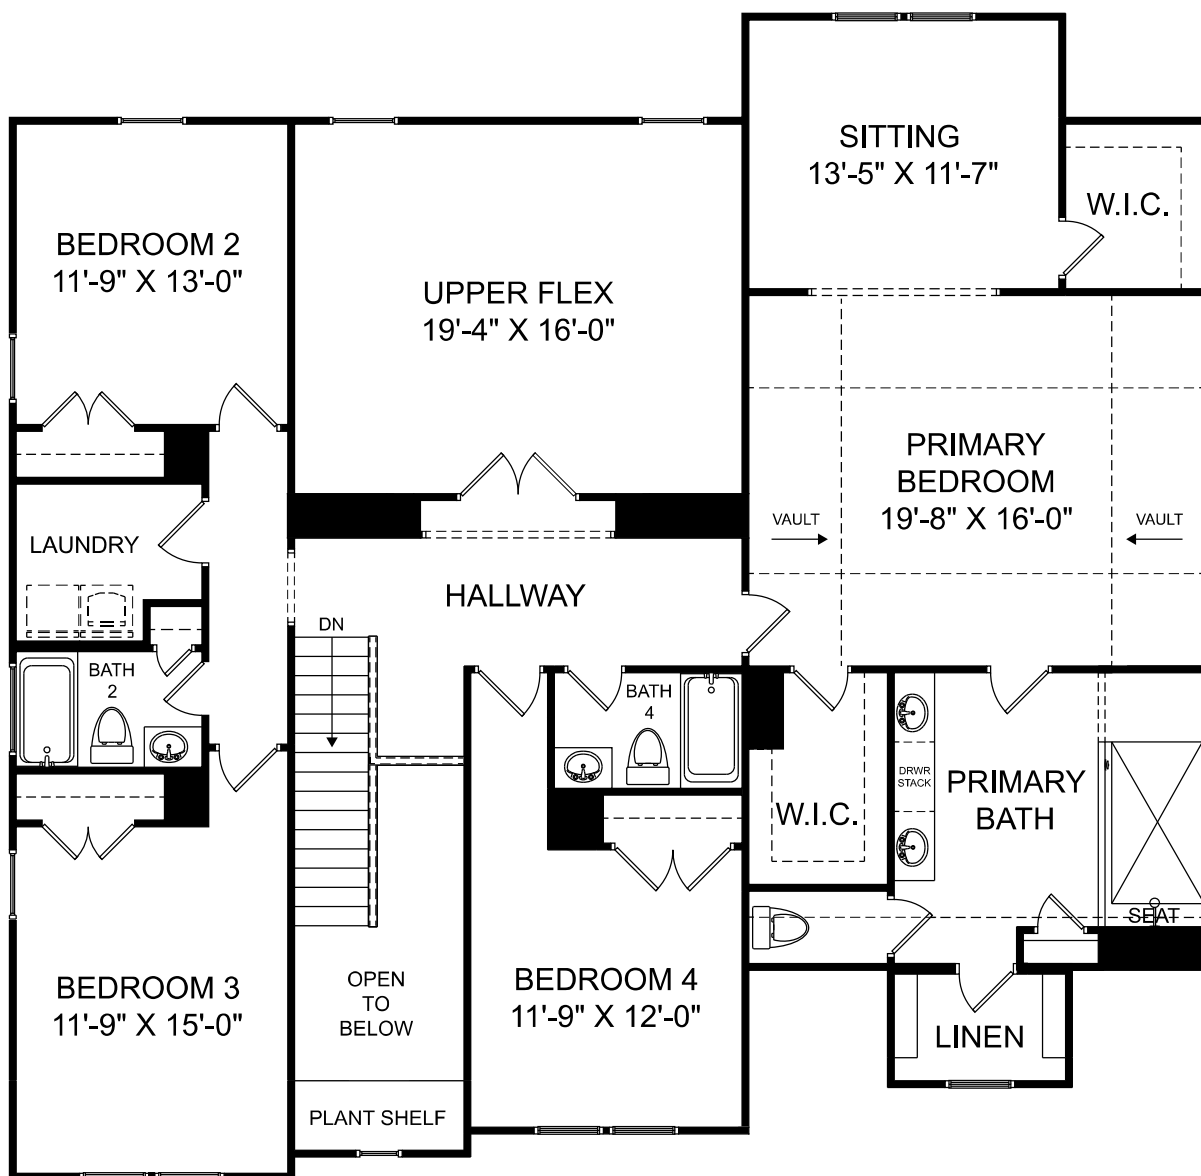 SITTING
13'-5" X 11'-7"
W.I.C.
BEDROOM 2
11'-9" X 13'-0"
UPPER FLEX
19'-4" X 16'-0"
PRIMARY
BEDROOM
19'-8" X 16'-0"
VAULT
VAULT
LAUNDRY
HALLWAY
DN
BATH
2
BATH
4
DRWR
STACK
PRIMARY
BATH
W.I.C.
SEAT
BEDROOM 3
11'-9" X 15'-0"
OPEN
TO
BELOW
BEDROOM 4
11'-9" X 12'-0"
LINEN
PLANT SHELF